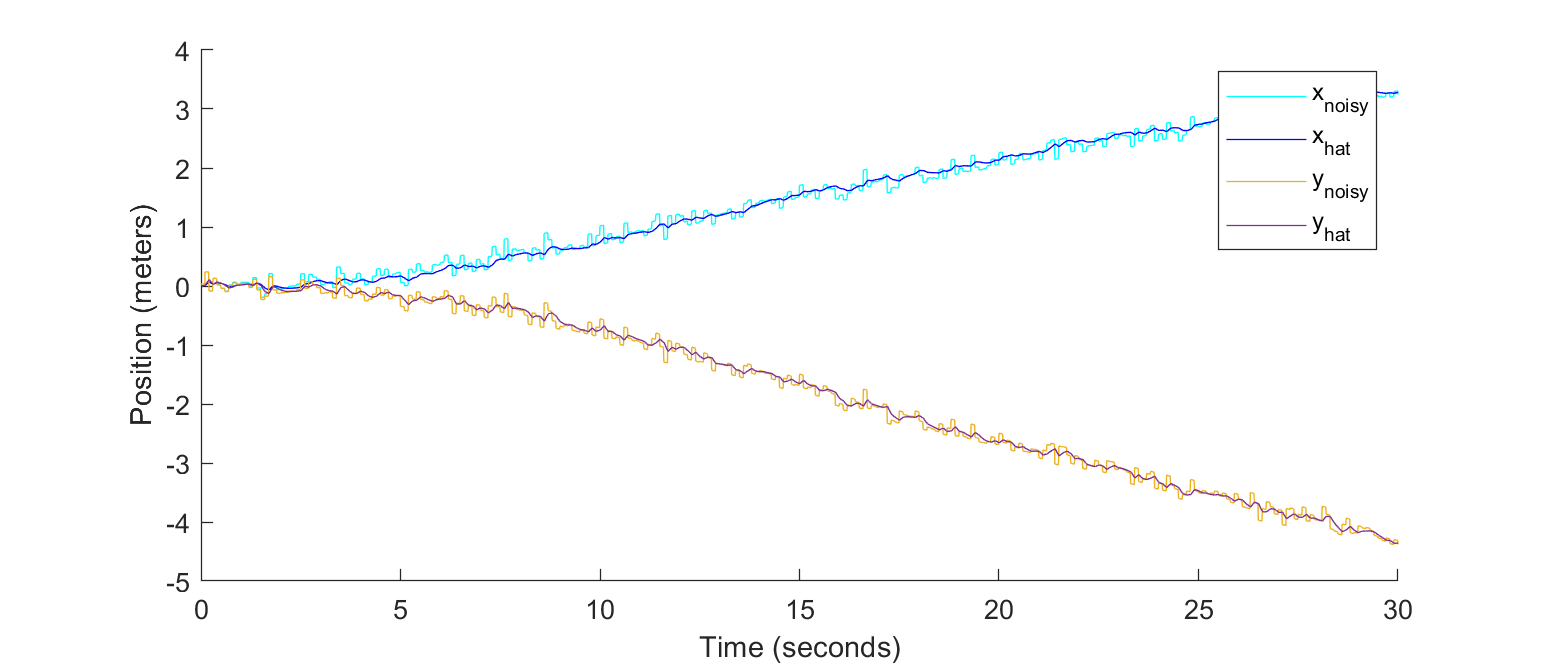 4
3
2
1
0
-1
-2
-3
-4
-5
Position (meters)
0 5 10 15 20 25 30
Time (seconds)
x_noisy
x_hat
y_noisy
y_hat